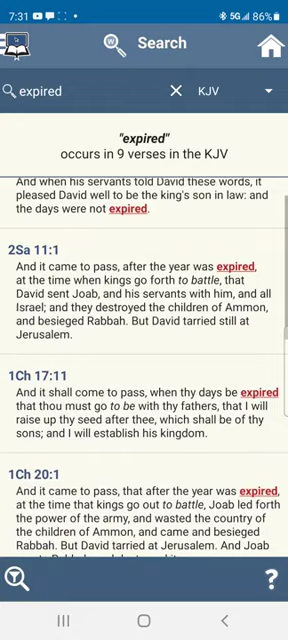 7:31 5G 86%
Search
expired KJV
"expired"
occurs in 9 verses in the KJV
And when his servants told David these words, it
pleased David well to be the king's son in law: and
the days were not expired.
2Sa 11:1
And it came to pass, after the year was expired,
at the time when kings go forth to battle, that
David sent Joab, and his servants with him, and all
Israel; and they destroyed the children of Ammon,
and besieged Rabbah. But David tarried still at
Jerusalem.
1Ch 17:11
And it shall come to pass, when thy days be expired
that thou must go to be with thy fathers, that I will
raise up thy seed after thee, which shall be of thy
sons; and I will establish his kingdom.
1Ch 20:1
And it came to pass, that after the year was expired,
at the time that kings go out to battle, Joab led forth
the power of the army, and wasted the country of
the children of Ammon, and came and besieged
Rabbah. But David tarried at Jerusalem. And Joab
?